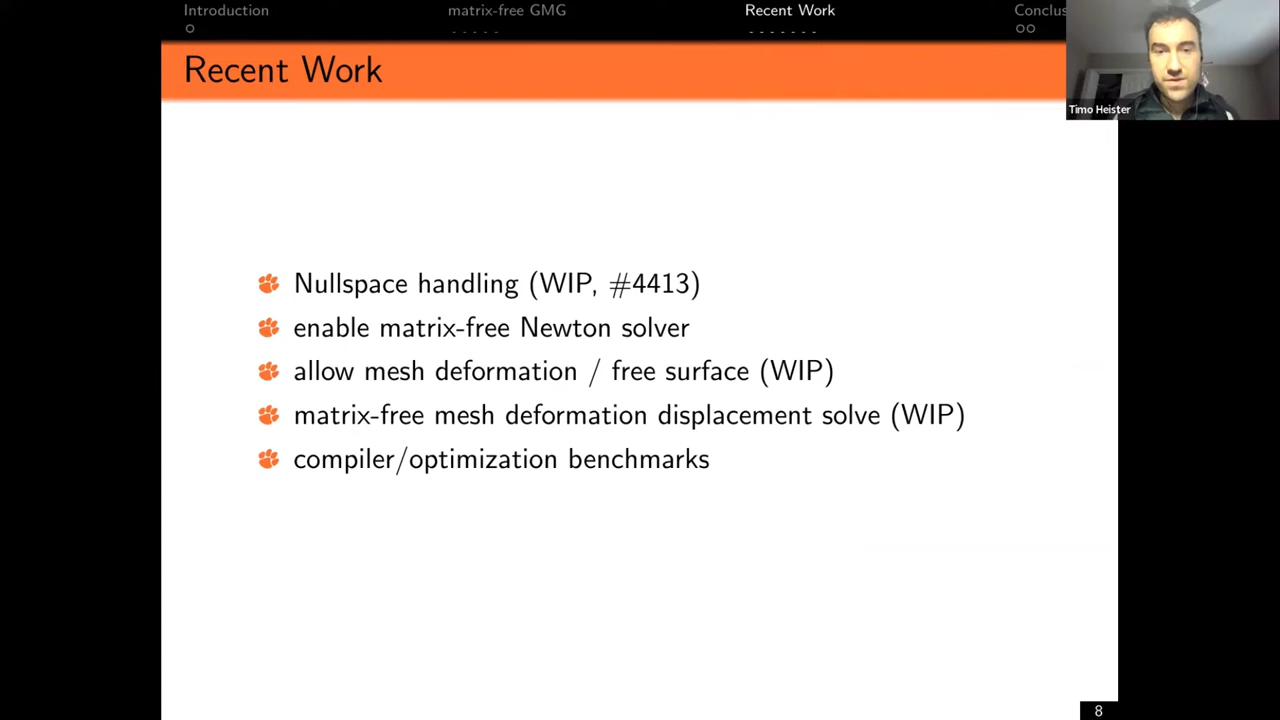 Introduction
matrix-free GMG
Recent Work
Conclus
Recent Work
Timo Heister
Nullspace handling (WIP, #4413)
enable matrix-free Newton solver
allow mesh deformation / free surface (WIP)
matrix-free mesh deformation displacement solve (WIP)
compiler/optimization benchmarks
8